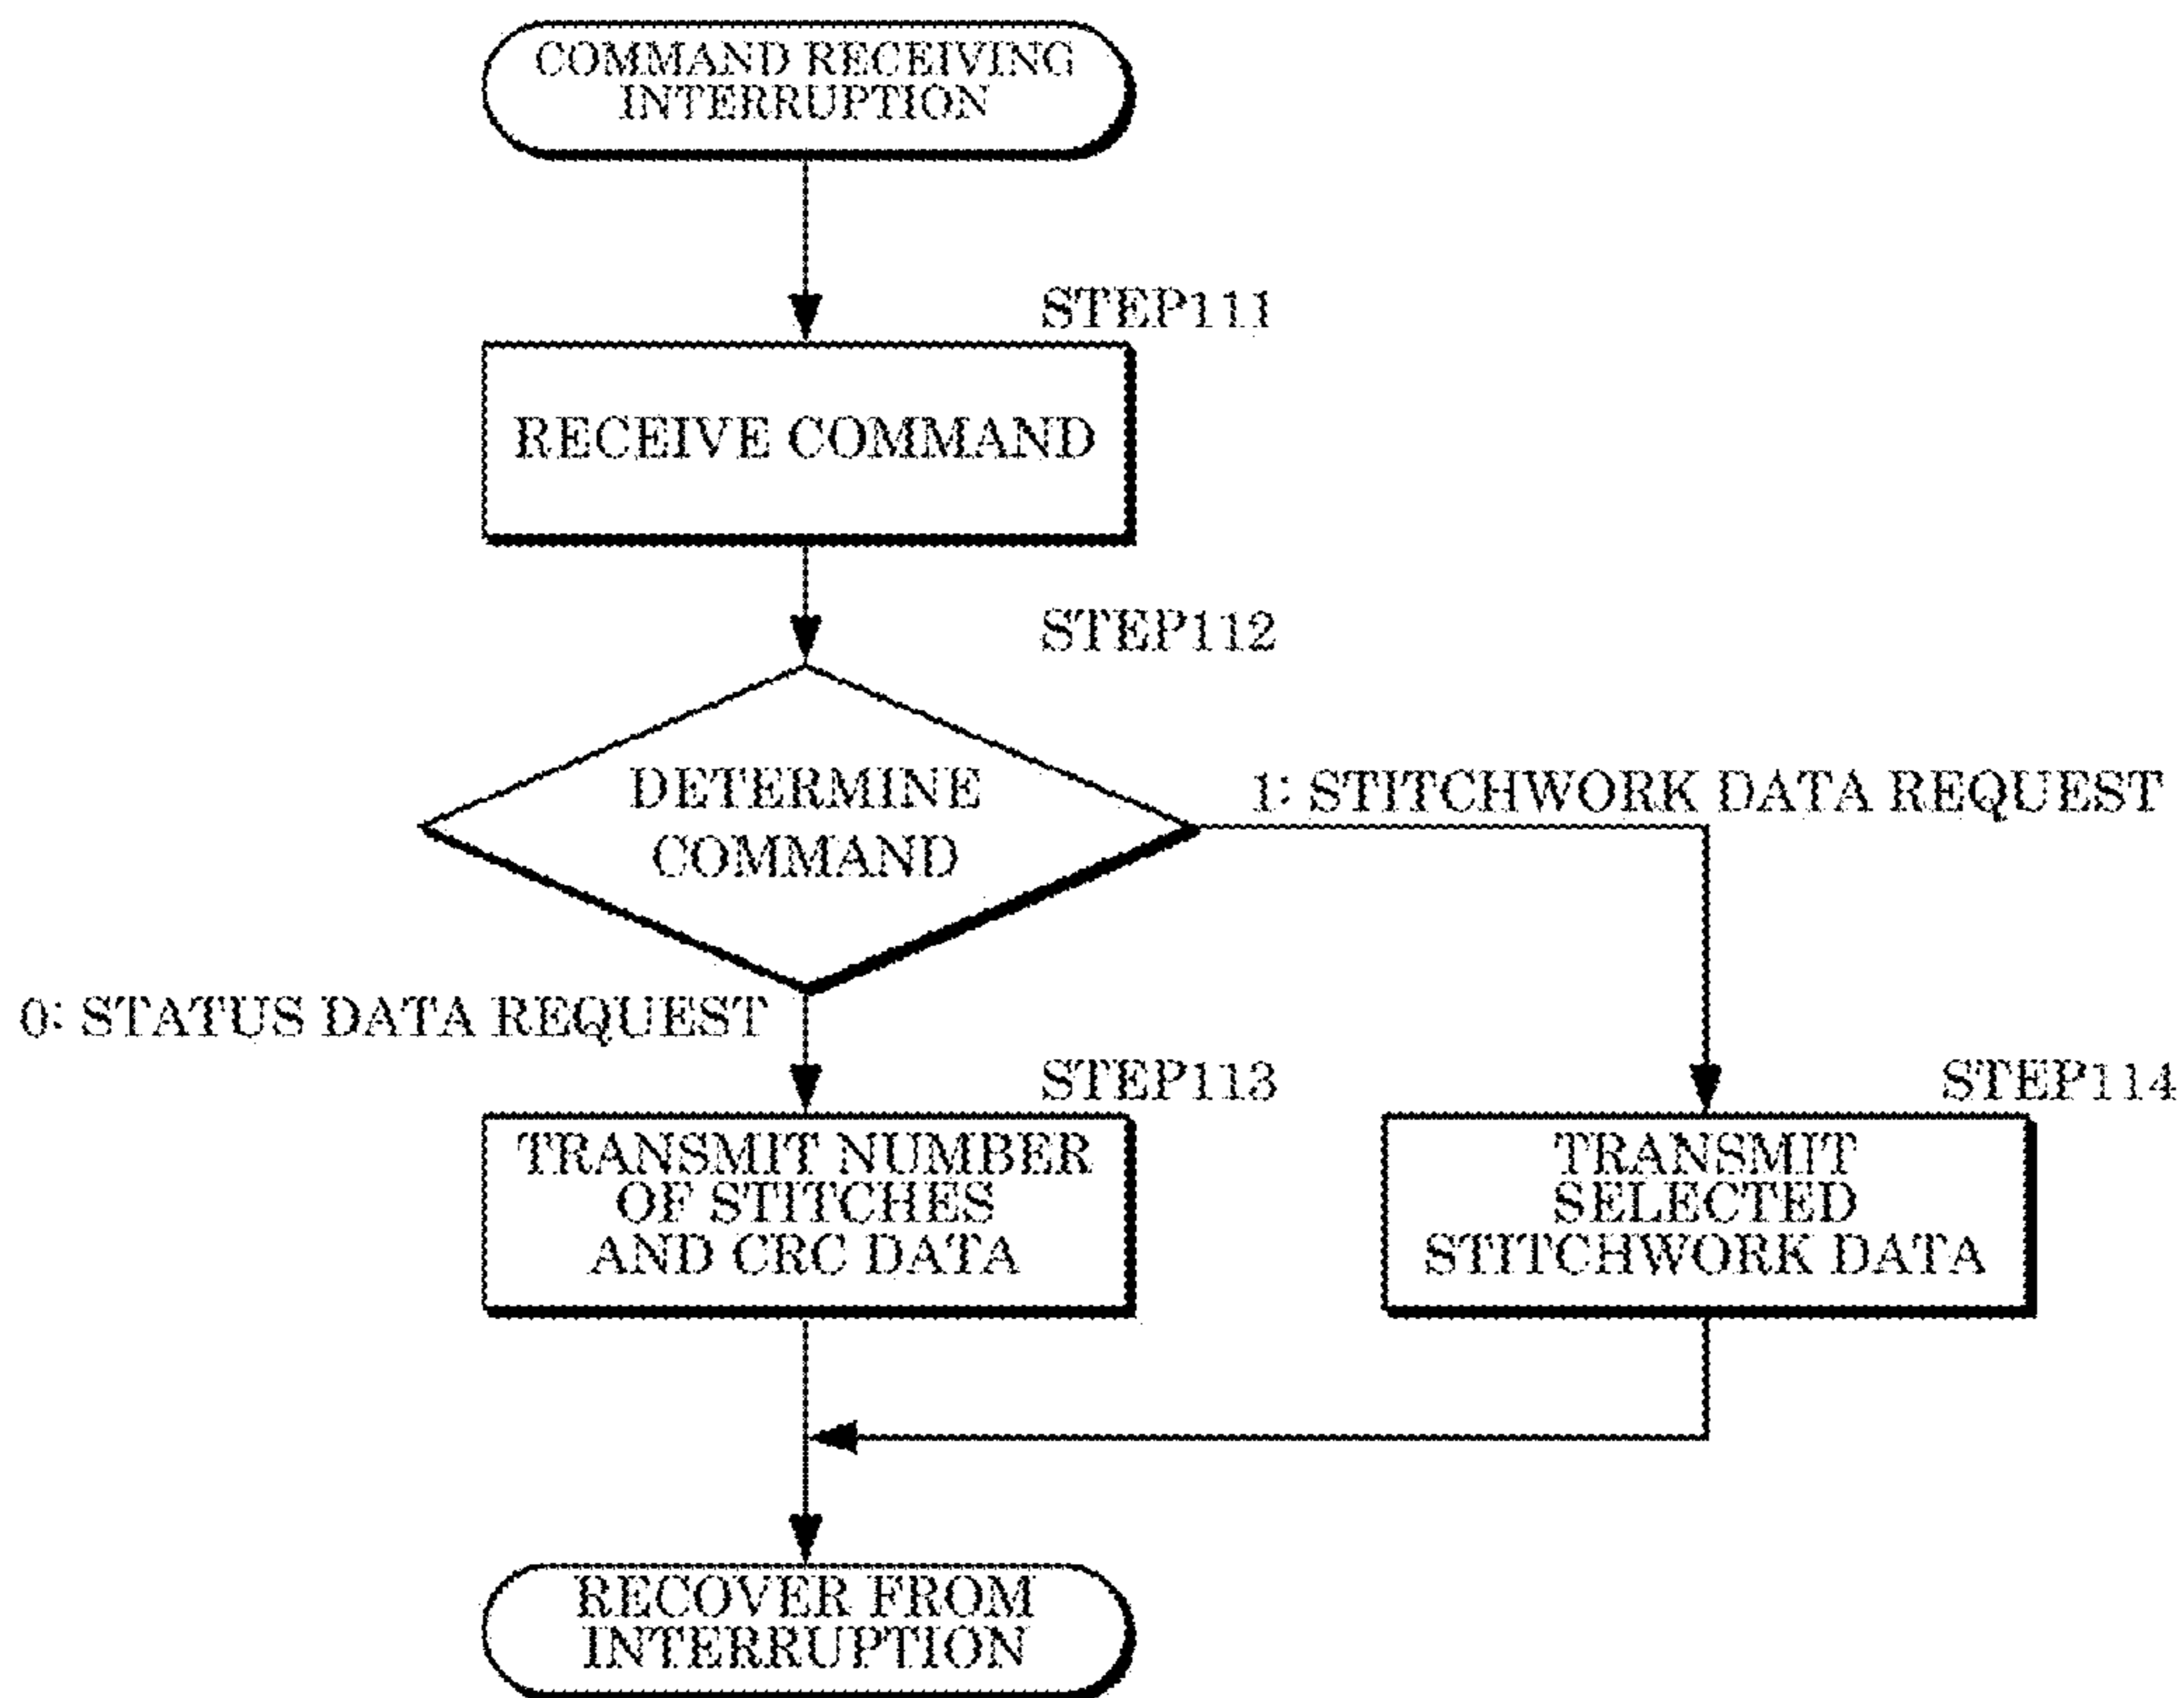 COMMAND RECEIVING
INTERRUPTION
STEP111
RECEIVE COMMAND
STEP112
DETERMINE
COMMAND
1: STITCHWORK DATA REQUEST
0: STATUS DATA REQUEST
STEP113
TRANSMIT NUMBER
OF STITCHES
AND CRC DATA
STEP114
TRANSMIT
SELECTED
STITCHWORK DATA
RECOVER FROM
INTERRUPTION